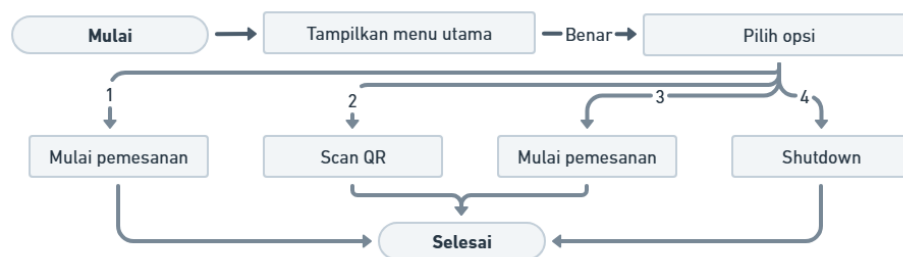 Mulai
Tampilkan menu utama
Benar
Pilih opsi
1
2
3
4
Mulai pemesanan
Scan QR
Mulai pemesanan
Shutdown
Selesai